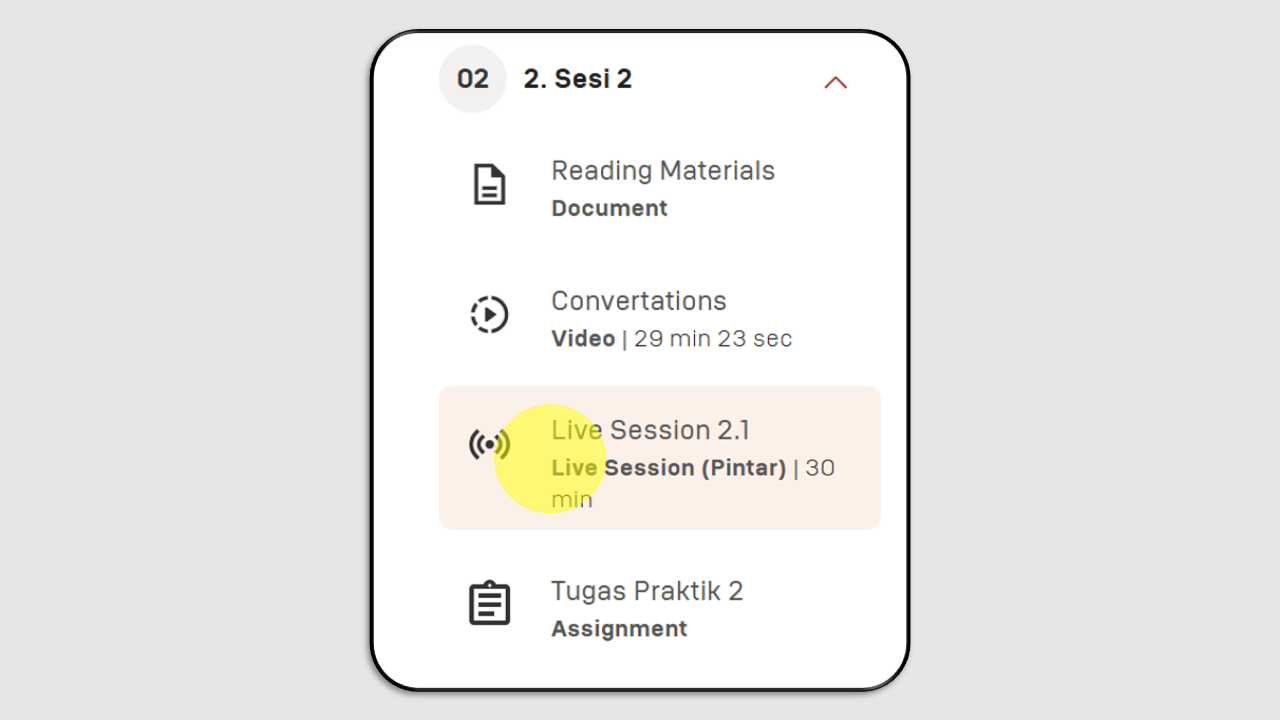 02
2. Sesi 2
Reading Materials
Document
Convertations
Video | 29 min 23 sec
Live Session 2.1
Live Session (Pintar) | 30
min
Tugas Praktik 2
Assignment